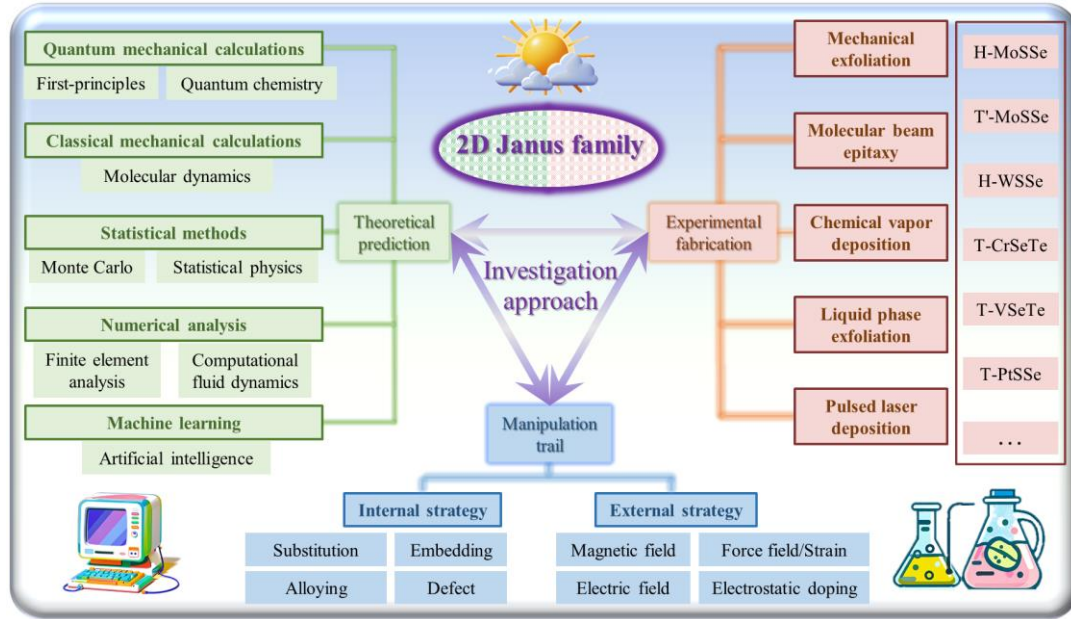 Quantum mechanical calculations
First-principles
Quantum chemistry
Classical mechanical calculations
Molecular dynamics
Statistical methods
Monte Carlo
Statistical physics
Numerical analysis
Finite element
analysis
Computational
fluid dynamics
Machine learning
Artificial intelligence
2D Janus family
Theoretical
prediction
Experimental
fabrication
Investigation
approach
Manipulation
trail
Internal strategy
Substitution
Embedding
Alloying
Defect
External strategy
Magnetic field
Force field/Strain
Electric field
Electrostatic doping
Mechanical
exfoliation
Molecular beam
epitaxy
Chemical vapor
deposition
Liquid phase
exfoliation
Pulsed laser
deposition
H-MoSSe
T'-MoSSe
H-WSSe
T-CrSeTe
T-VSeTe
T-PtSSe
...